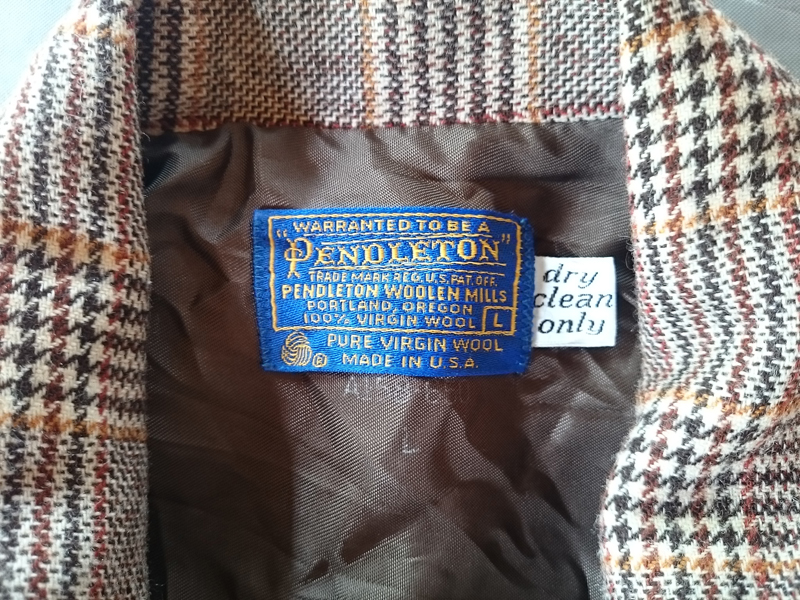 WARRANTED TO BE A
"PENDLETON"
TRADE MARK REG. U.S. PAT. OFF.
PENDLETON WOOLEN MILLS
PORTLAND, OREGON
100% VIRGIN WOOL L
PURE VIRGIN WOOL
® MADE IN U.S.A.
dry
clean
only
L